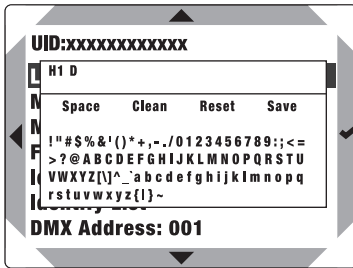 UID:xxxxxxxxxxxx
H1 D
Space Clean Reset Save
!"#$%&'()*+,-./0123456789:;<=
>?@ABCDEFGHIJKLMNOPQRSTU
VWXYZ[\]^_`abcdefghijklmnopq
rstuvwxyz{|}~
DMX Address: 001